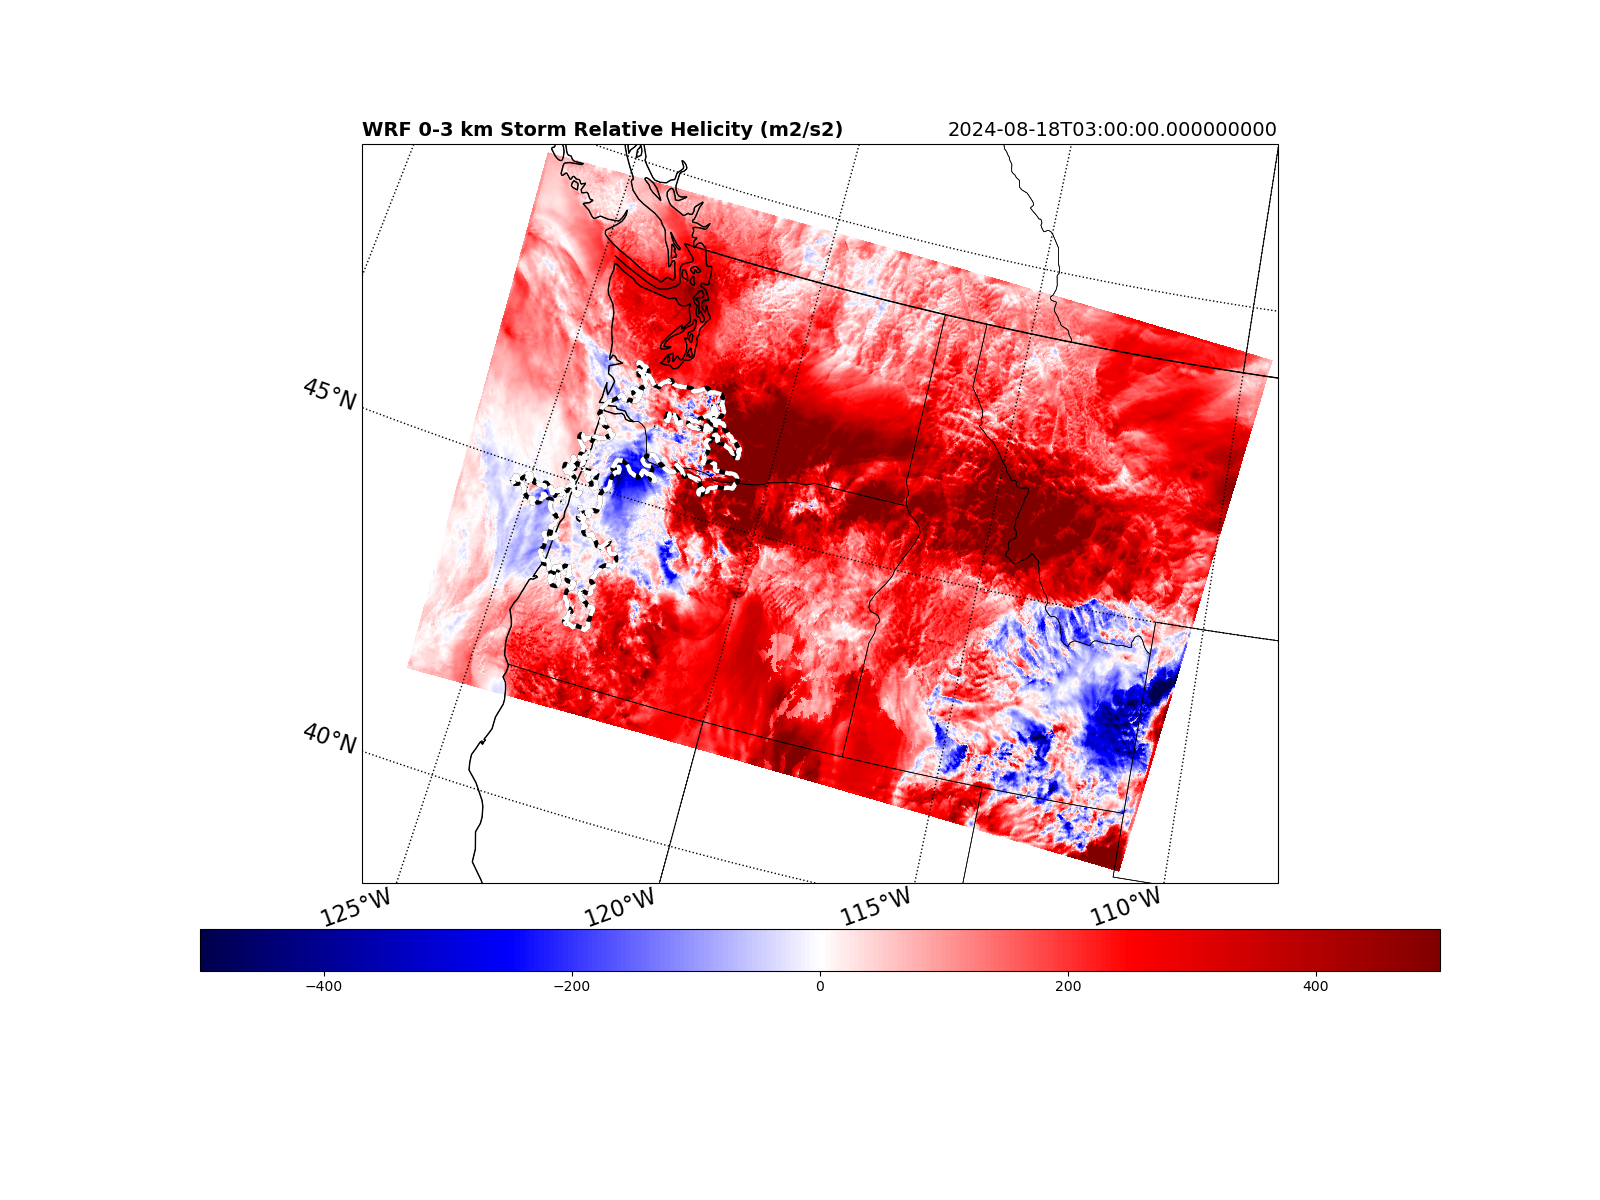 WRF 0-3 km Storm Relative Helicity (m2/s2) 2024-08-18T03:00:00.000000000
45°N
40°N
125°W 120°W 115°W 110°W
−400 −200 0 200 400